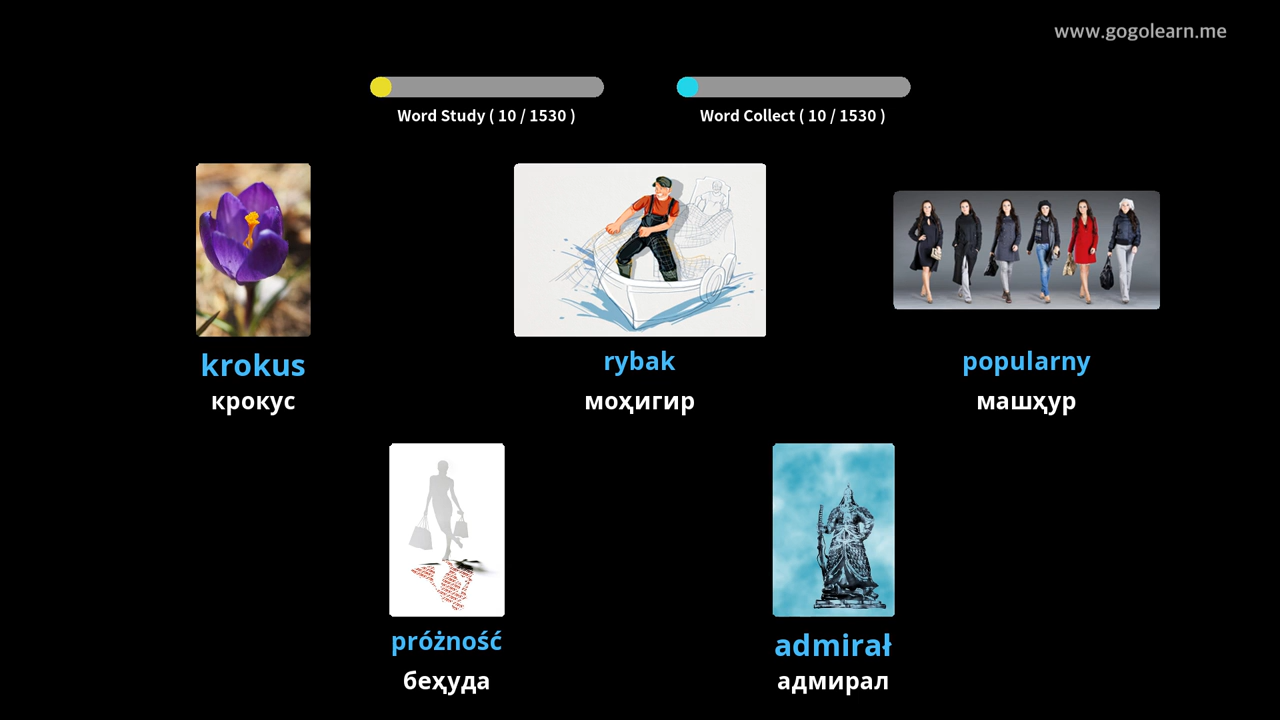 www.gogolearn.me
Word Study ( 10 / 1530 )
Word Collect ( 10 / 1530 )
krokus
крокус
rybak
моҳигир
popularny
машҳур
próżność
беҳуда
admirał
адмирал